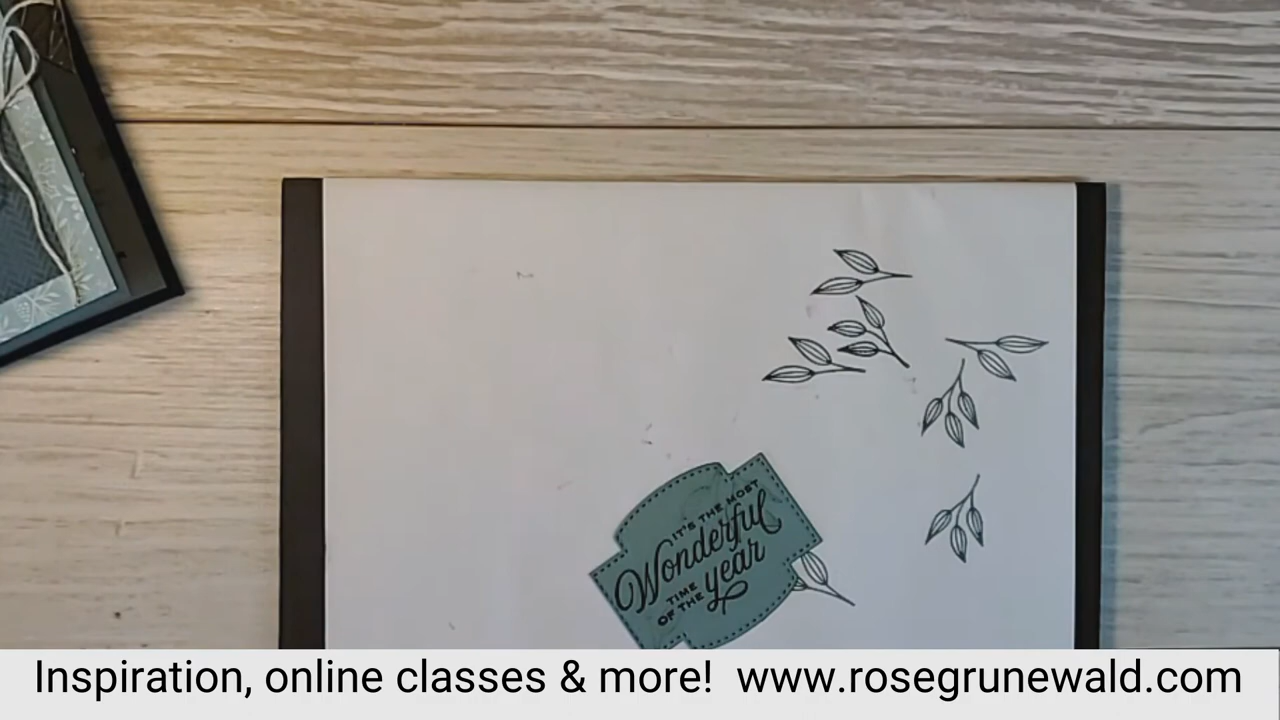 IT'S THE MOST
Wonderful
TIME
OF THE year
Inspiration, online classes & more!  www.rosegrunewald.com